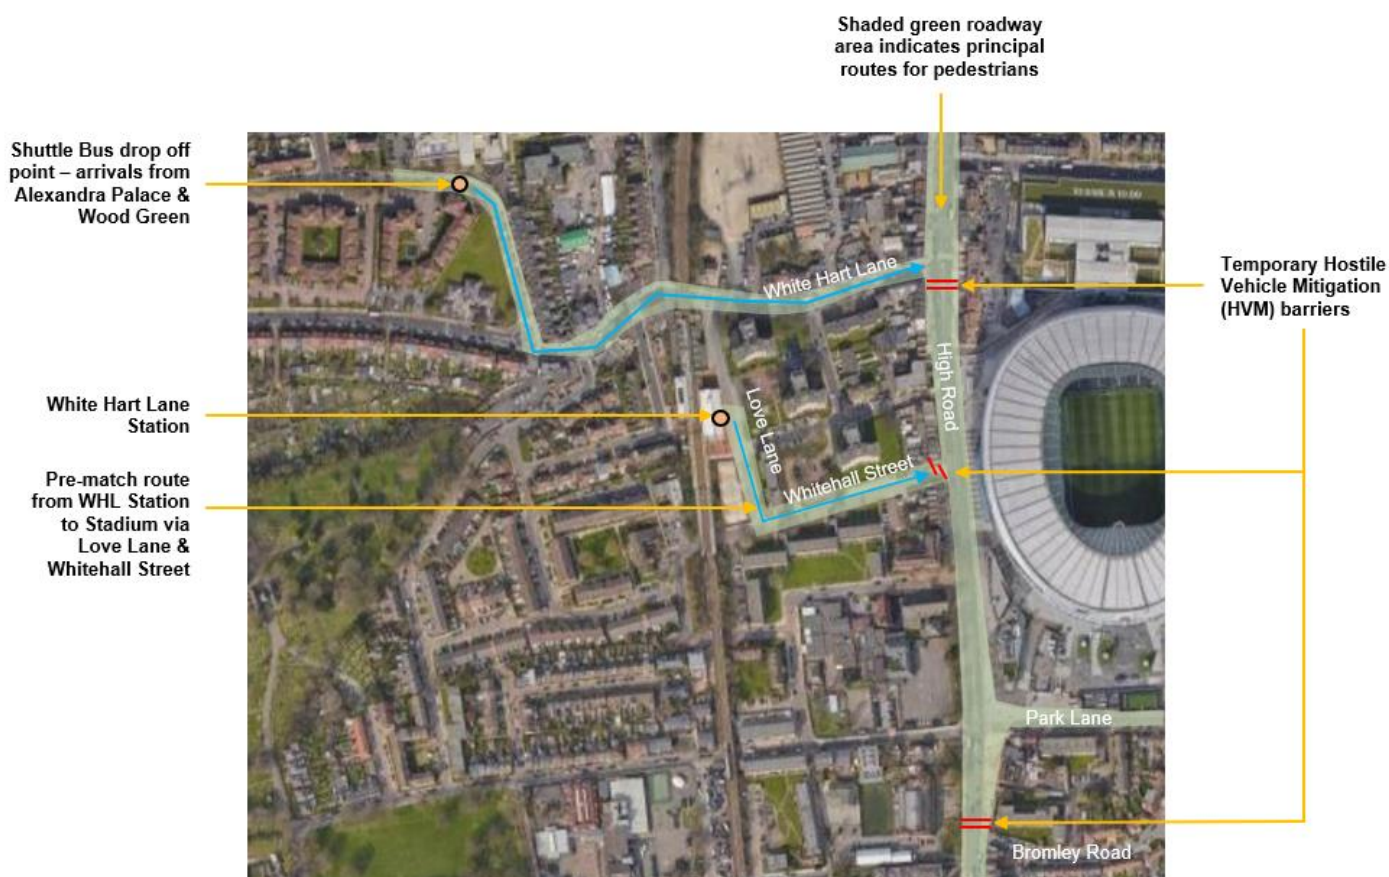 Shaded green roadway
area indicates principal
routes for pedestrians
Shuttle Bus drop off
point – arrivals from
Alexandra Palace &
Wood Green
White Hart Lane
Temporary Hostile
Vehicle Mitigation
(HVM) barriers
High Road
White Hart Lane
Station
Love Lane
Whitehall Street
Pre-match route
from WHL Station
to Stadium via
Love Lane &
Whitehall Street
Park Lane
Bromley Road